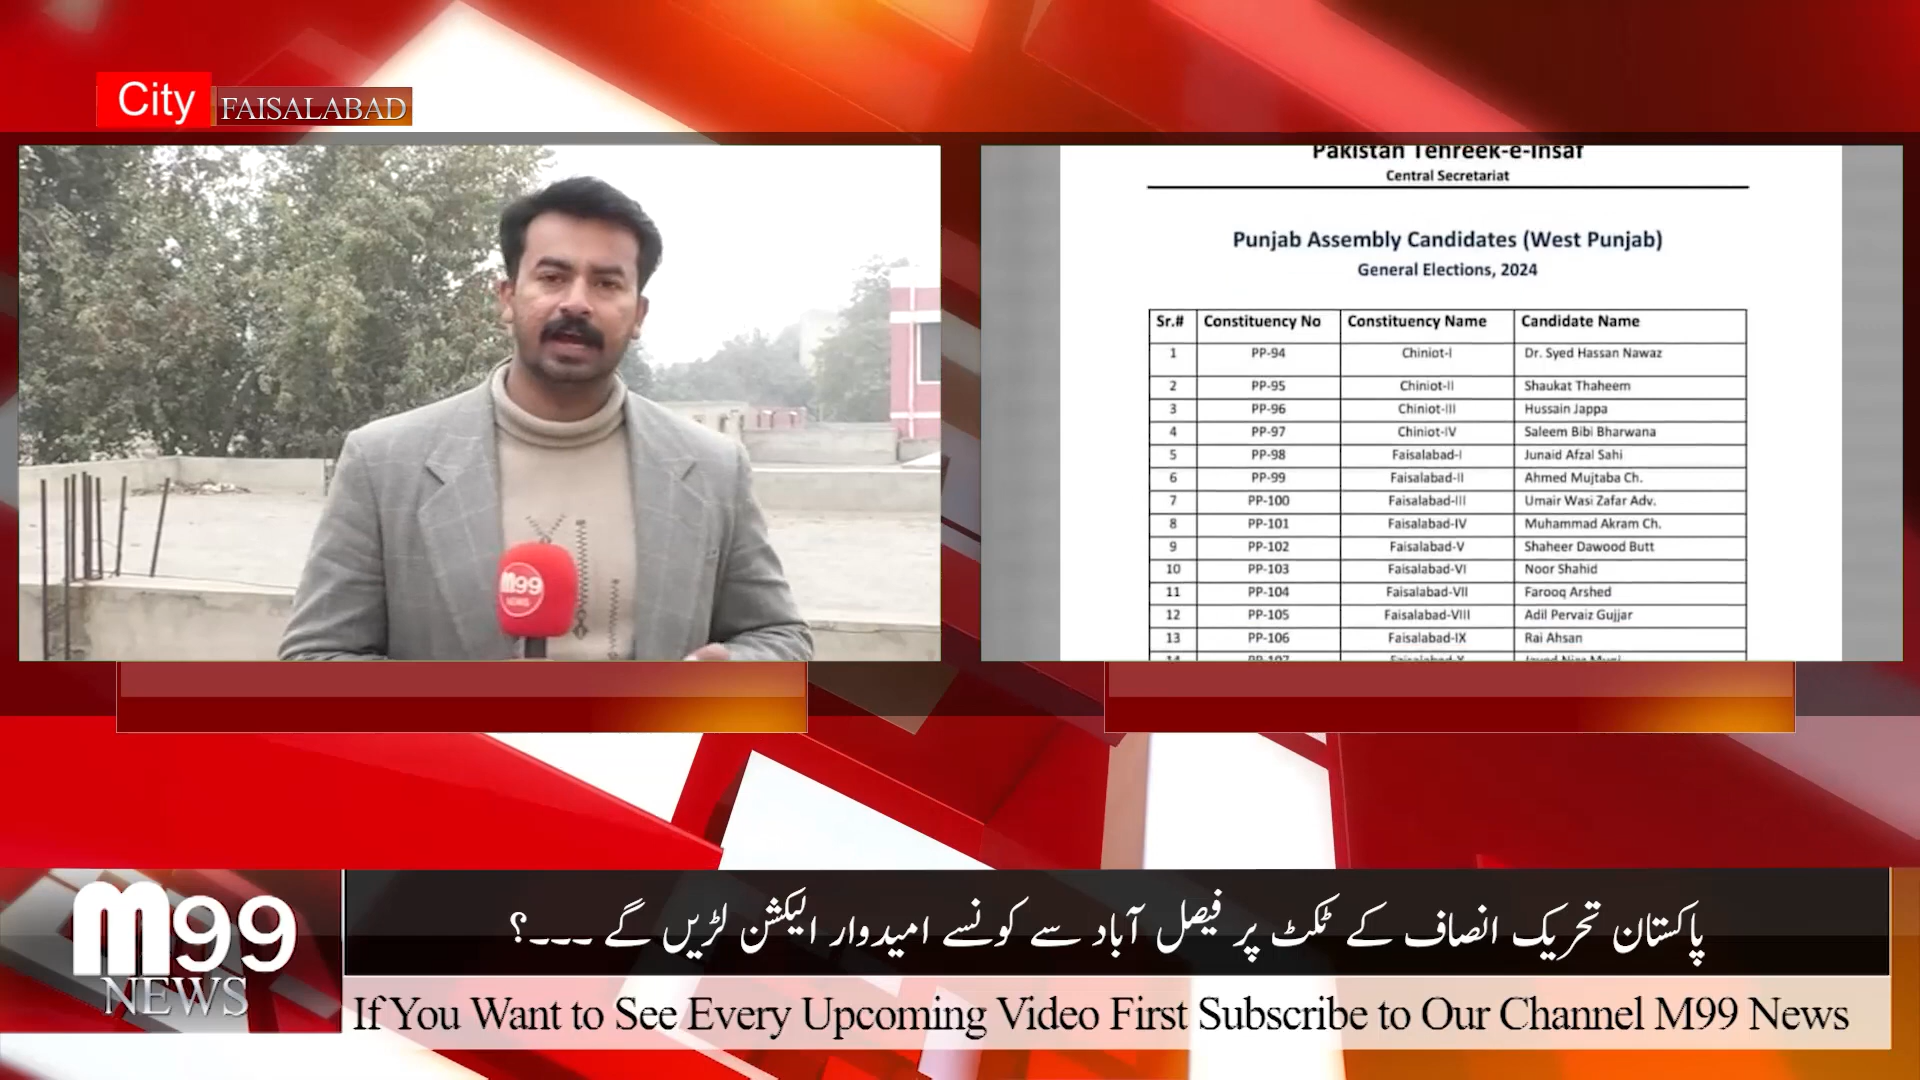 City FAISALABAD
Pakistan Tehreek-e-Insaf
Central Secretariat
Punjab Assembly Candidates (West Punjab)
General Elections, 2024
Sr.# Constituency No Constituency Name Candidate Name
1 PP-94 Chiniot-I Dr. Syed Hassan Nawaz
2 PP-95 Chiniot-II Shaukat Thaheem
3 PP-96 Chiniot-III Hussain Jappa
4 PP-97 Chiniot-IV Saleem Bibi Bharwana
5 PP-98 Faisalabad-I Junaid Afzal Sahi
6 PP-99 Faisalabad-II Ahmed Mujtaba Ch.
7 PP-100 Faisalabad-III Umair Wasi Zafar Adv.
8 PP-101 Faisalabad-IV Muhammad Akram Ch.
9 PP-102 Faisalabad-V Shaheer Dawood Butt
10 PP-103 Faisalabad-VI Noor Shahid
11 PP-104 Faisalabad-VII Farooq Arshed
12 PP-105 Faisalabad-VIII Adil Pervaiz Gujjar
13 PP-106 Faisalabad-IX Rai Ahsan
M99
NEWS
M99
NEWS
پاکستان تحریک انصاف کے ٹکٹ پر فیصل آباد سے کونسے امیدوار الیکشن لڑیں گے ۔۔۔؟
If You Want to See Every Upcoming Video First Subscribe to Our Channel M99 News